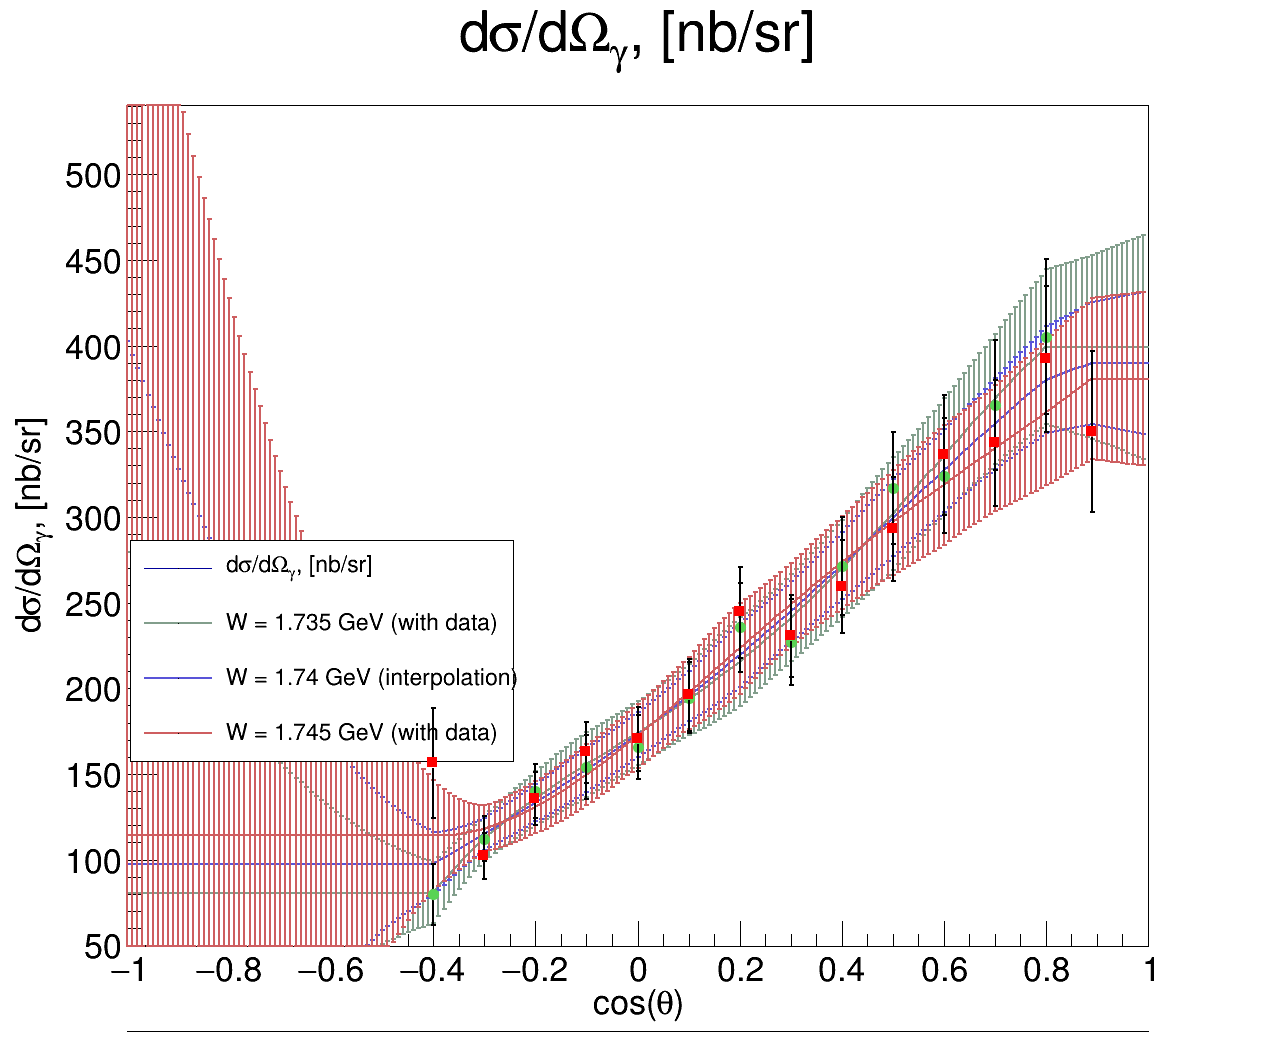 dσ/dΩγ, [nb/sr]
dσ/dΩγ, [nb/sr]
500
450
400
350
300
250
200
150
100
50
dσ/dΩγ, [nb/sr]
W = 1.735 GeV (with data)
W = 1.74 GeV (interpolation)
W = 1.745 GeV (with data)
−1 −0.8 −0.6 −0.4 −0.2 0 0.2 0.4 0.6 0.8 1
cos(θ)